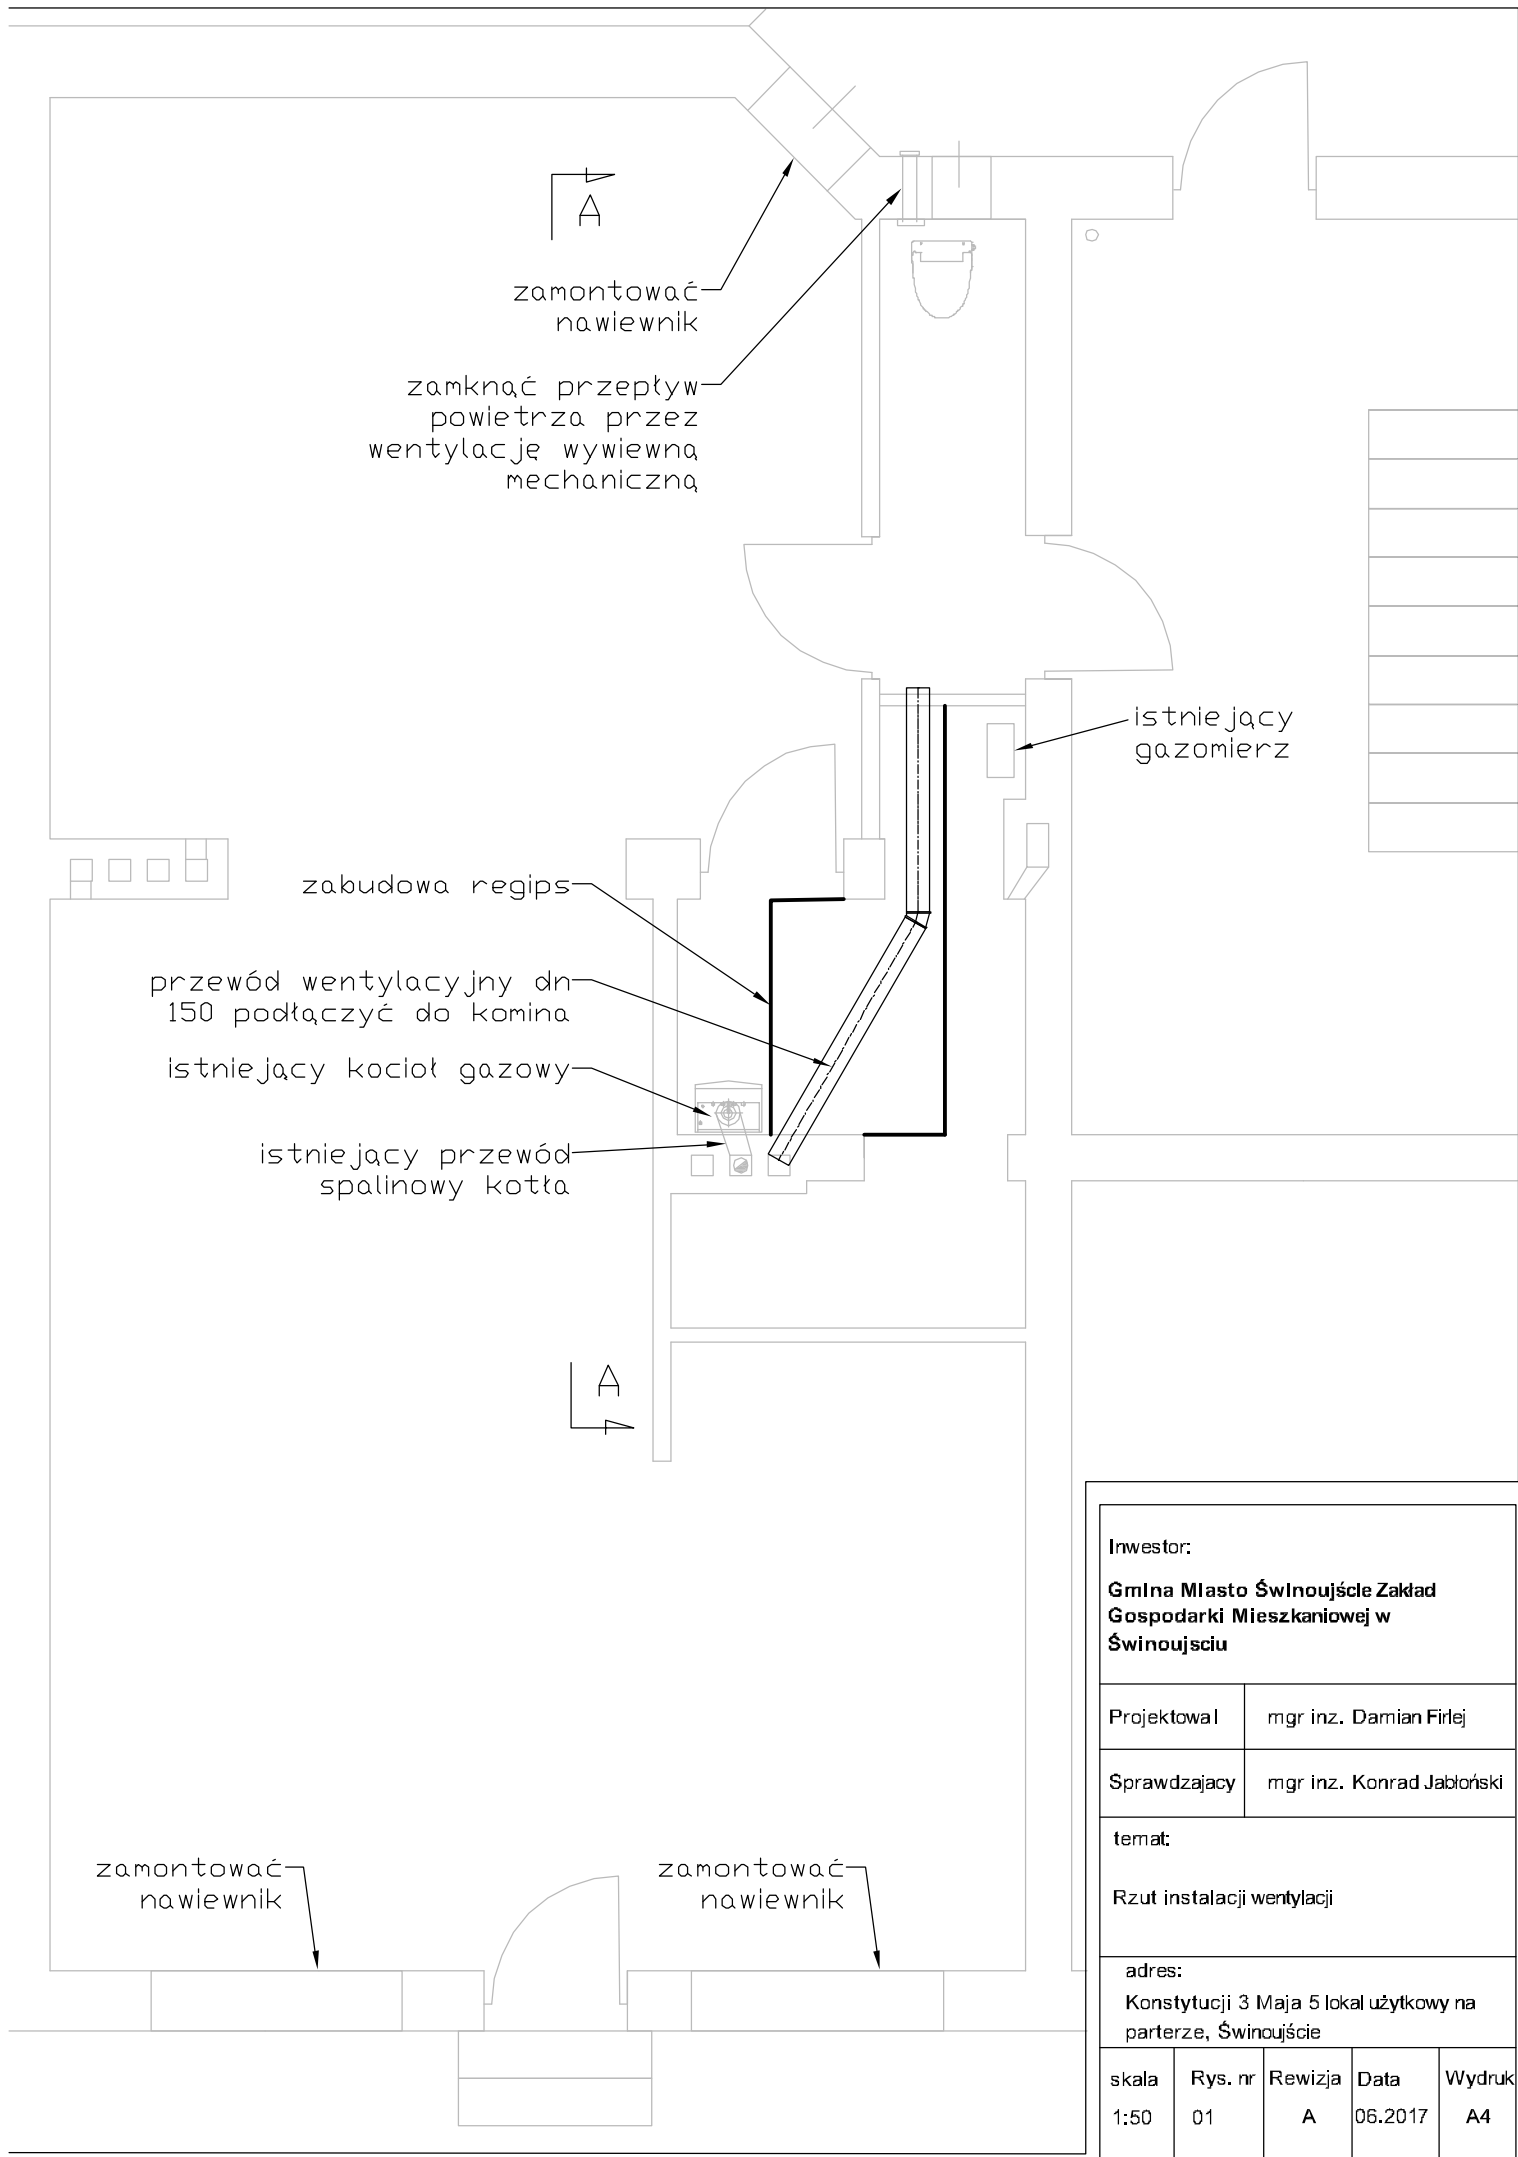 A
zamontować
nawiewnik
zamknąć przepływ
powietrza przez
wentylację wywiewną
mechaniczną
istniejący
gazomierz
zabudowa regips
przewód wentylacyjny dn
150 podłączyć do komina
istniejący kocioł gazowy
istniejący przewód
spalinowy kotła
A
zamontować
nawiewnik
zamontować
nawiewnik
Inwestor:
Gmina Miasto Świnoujście Zakład
Gospodarki Mieszkaniowej w
Świnoujsciu
Projektowal mgr inz. Damian Firlej
Sprawdzajacy mgr inz. Konrad Jabłoński
temat:
Rzut instalacji wentylacji
adres:
Konstytucji 3 Maja 5 lokal użytkowy na
parterze, Świnoujście
skala Rys. nr Rewizja Data Wydruk
1:50 01 A 06.2017 A4